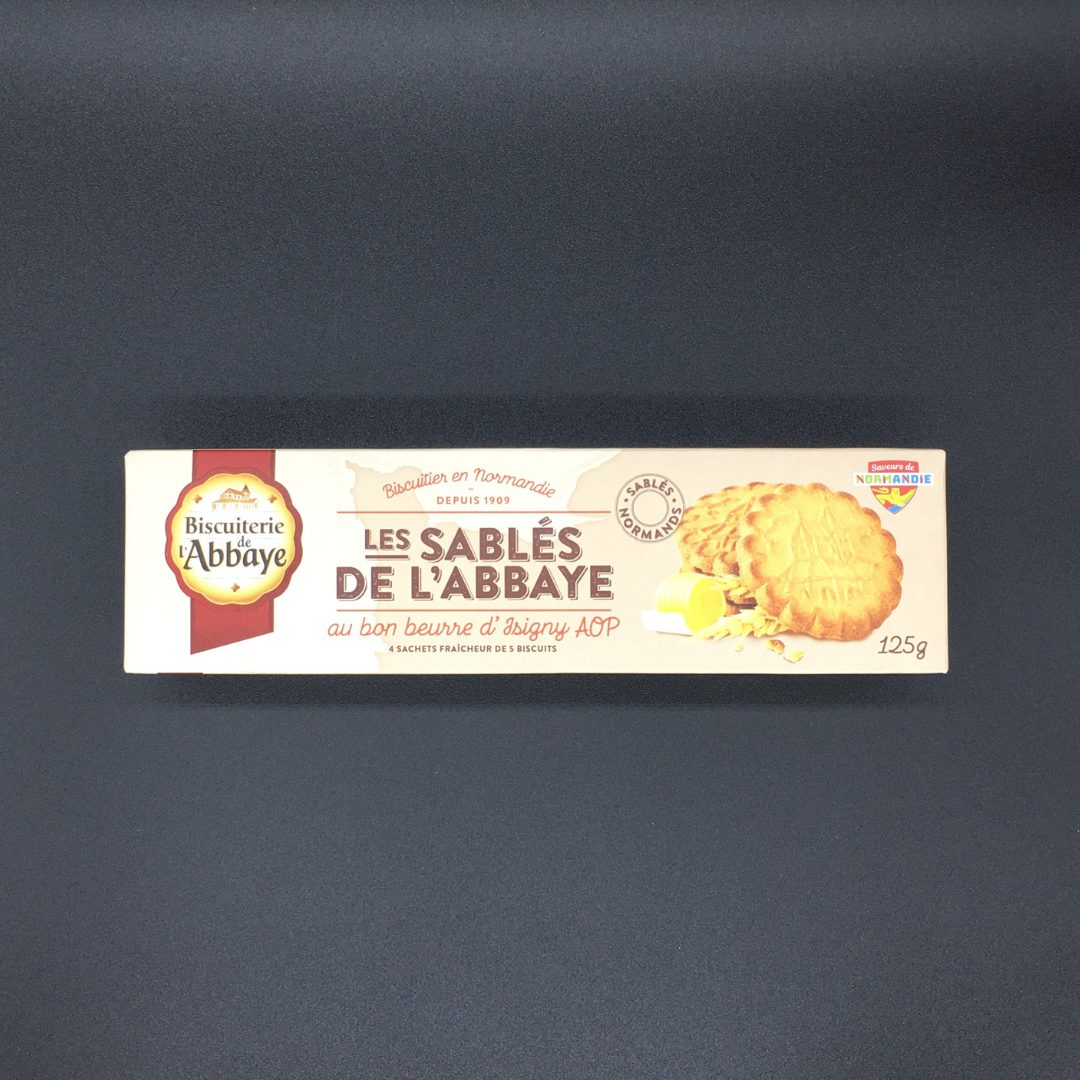 Biscuiterie
de
l'Abbaye
Biscuitier en Normandie
DEPUIS 1909
LES SABLÉS
DE L'ABBAYE
au bon beurre d'Isigny AOP
4 SACHETS FRAÎCHEUR DE 5 BISCUITS
• SABLÉS •
NORMANDS
Saveurs de
NORMANDIE
125g